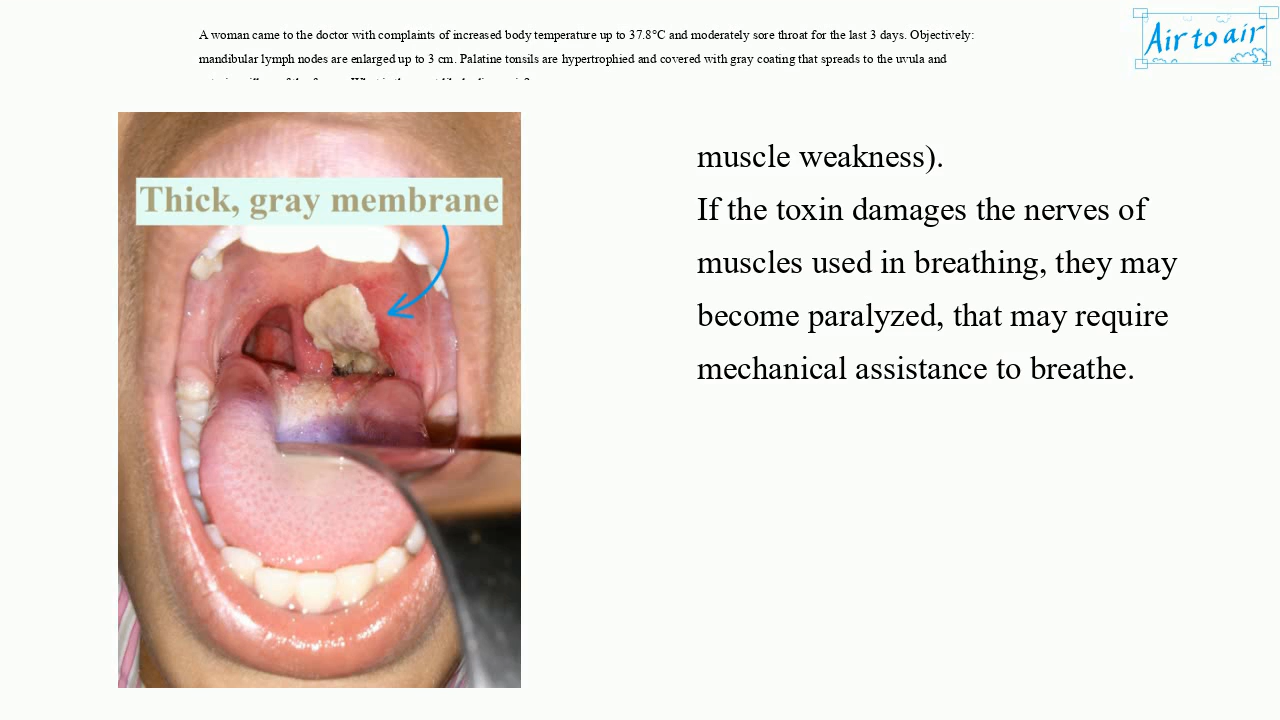 A woman came to the doctor with complaints of increased body temperature up to 37.8°C and moderately sore throat for the last 3 days. Objectively:
mandibular lymph nodes are enlarged up to 3 cm. Palatine tonsils are hypertrophied and covered with gray coating that spreads to the uvula and
Air to air
Thick, gray membrane
muscle weakness).
If the toxin damages the nerves of
muscles used in breathing, they may
become paralyzed, that may require
mechanical assistance to breathe.